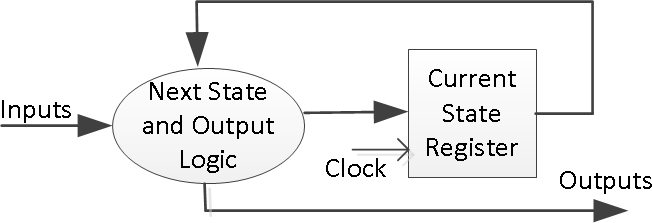 Inputs
Next State
and Output
Logic
Current
State
Register
Clock
Outputs